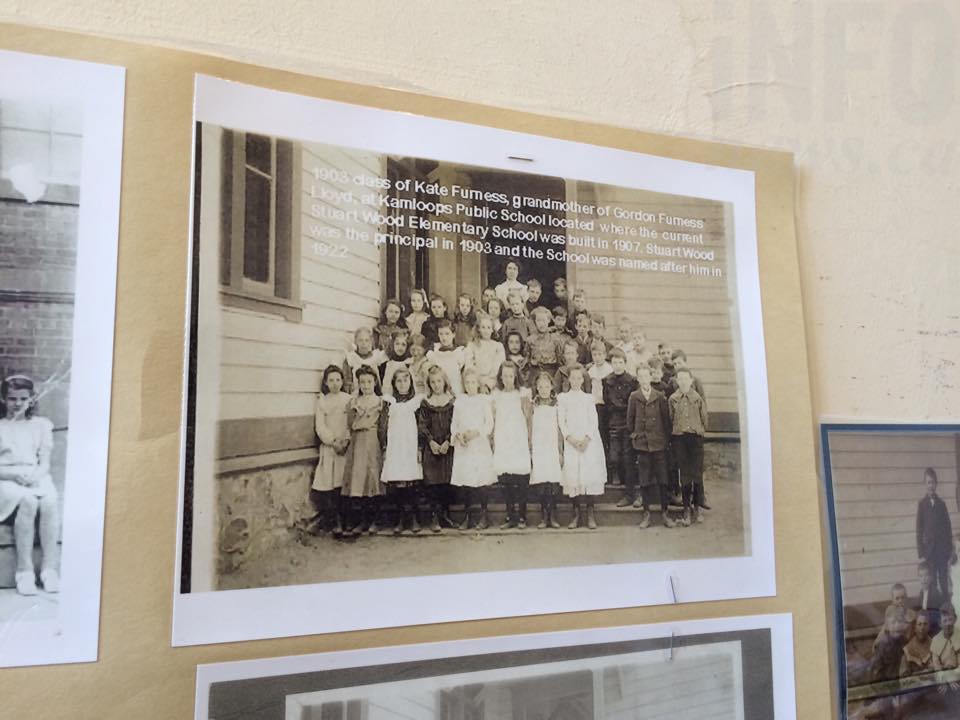 iNFO
1903 class of Kate Furness, grandmother of Gordon Furness
Lloyd, at Kamloops Public School located where the current
Stuart Wood Elementary School was built in 1907. Stuart Wood
was the principal in 1903 and the School was named after him in
1922